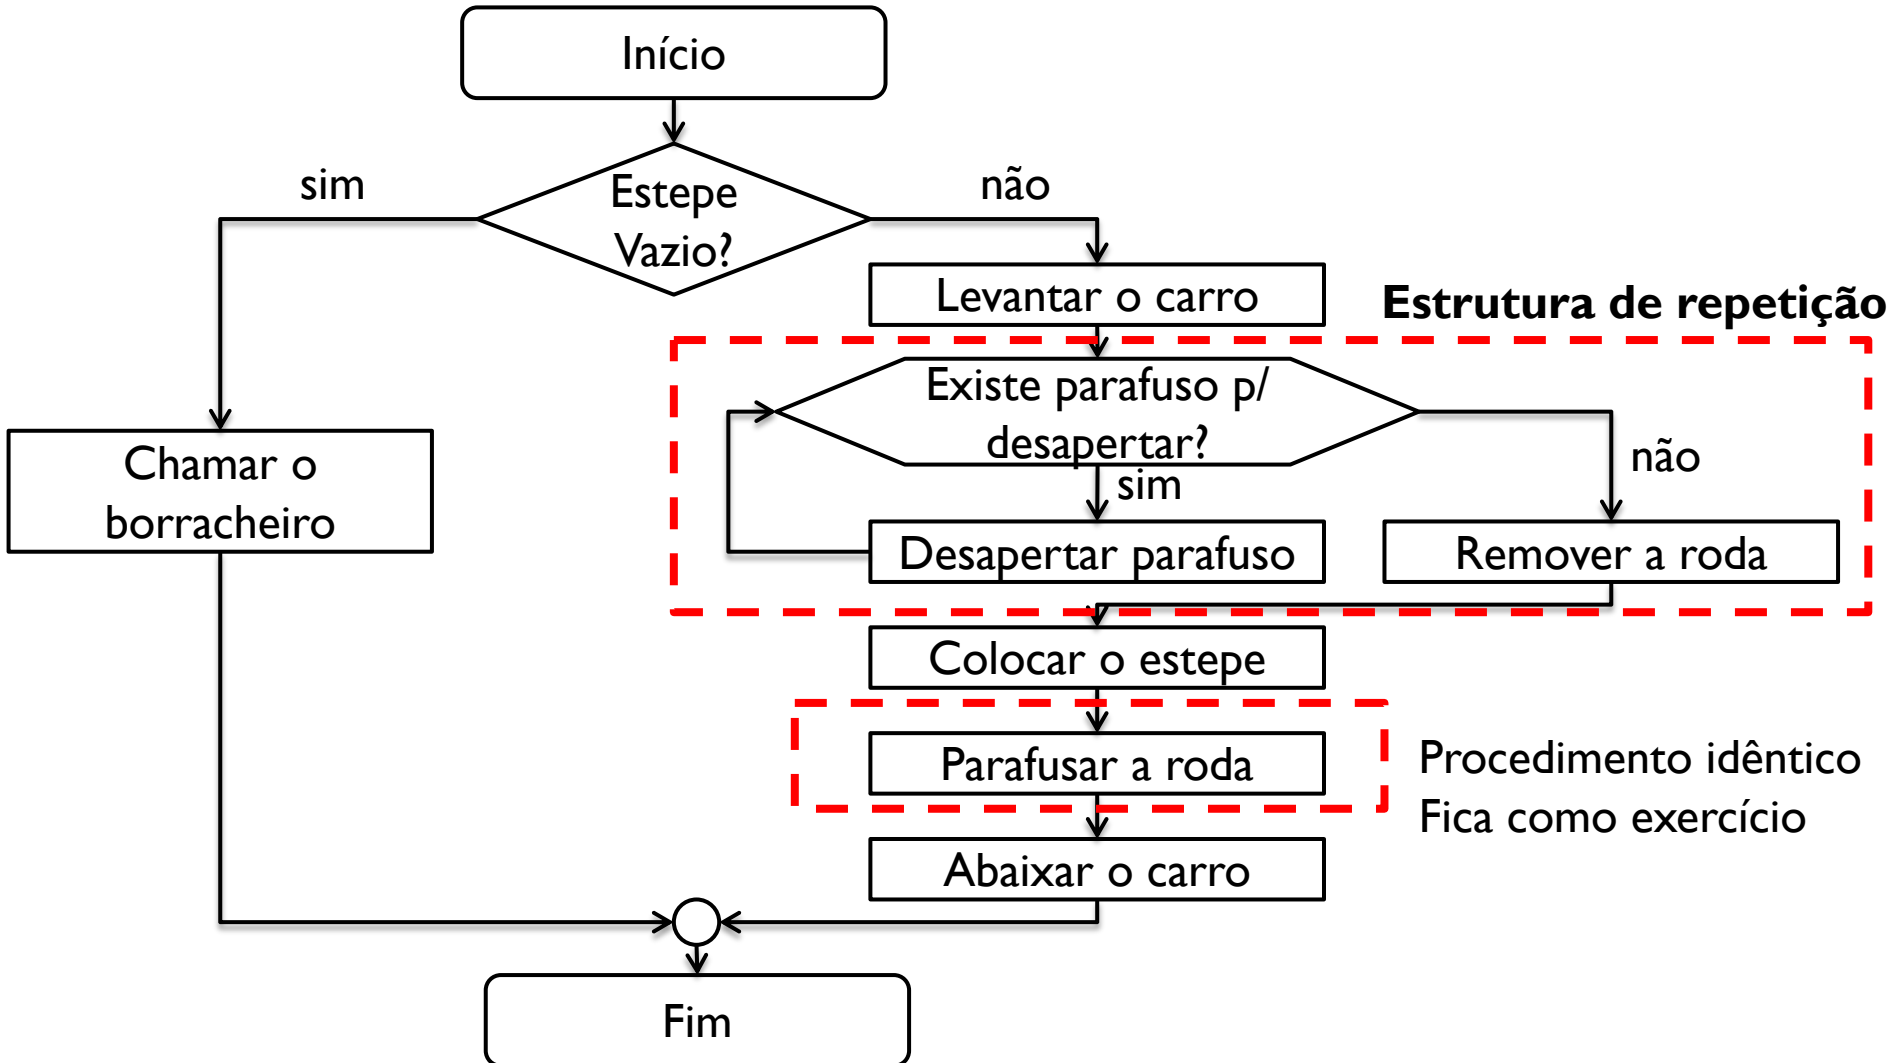 Início
sim
Estepe
Vazio?
não
Levantar o carro
Estrutura de repetição
Existe parafuso p/
desapertar?
sim
não
Chamar o
borracheiro
Desapertar parafuso
Remover a roda
Colocar o estepe
Parafusar a roda
Procedimento idêntico
Fica como exercício
Abaixar o carro
Fim